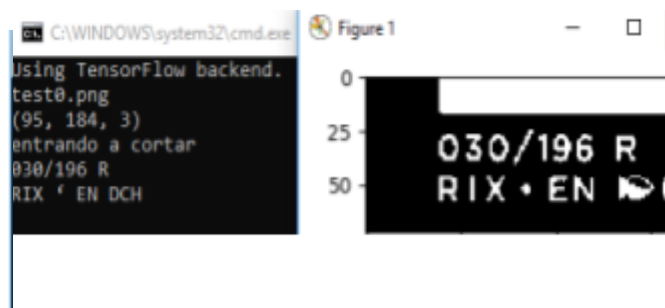 C:\WINDOWS\system32\cmd.exe
Using TensorFlow backend.
test0.png
(95, 184, 3)
entrando a cortar
030/196 R
RIX ‘ EN DCH
Figure 1
0
25
50
030/196 R
RIX • EN